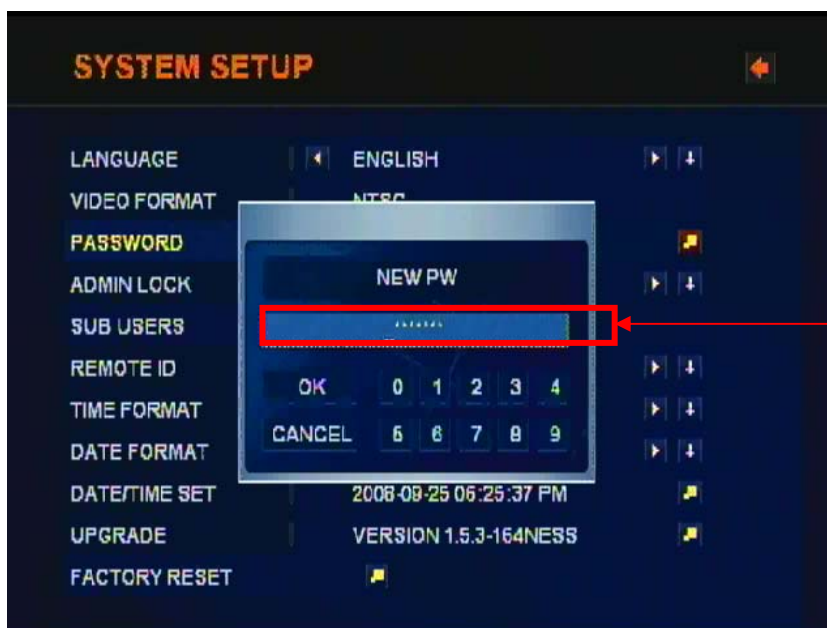 SYSTEM SETUP
LANGUAGE ENGLISH
VIDEO FORMAT NTSC
PASSWORD
NEW PW
ADMIN LOCK
*******
SUB USERS
REMOTE ID
OK 0 1 2 3 4
TIME FORMAT
CANCEL 5 6 7 8 9
DATE FORMAT
DATE/TIME SET 2008-09-25 06:25:37 PM
UPGRADE VERSION 1.5.3-164NESS
FACTORY RESET